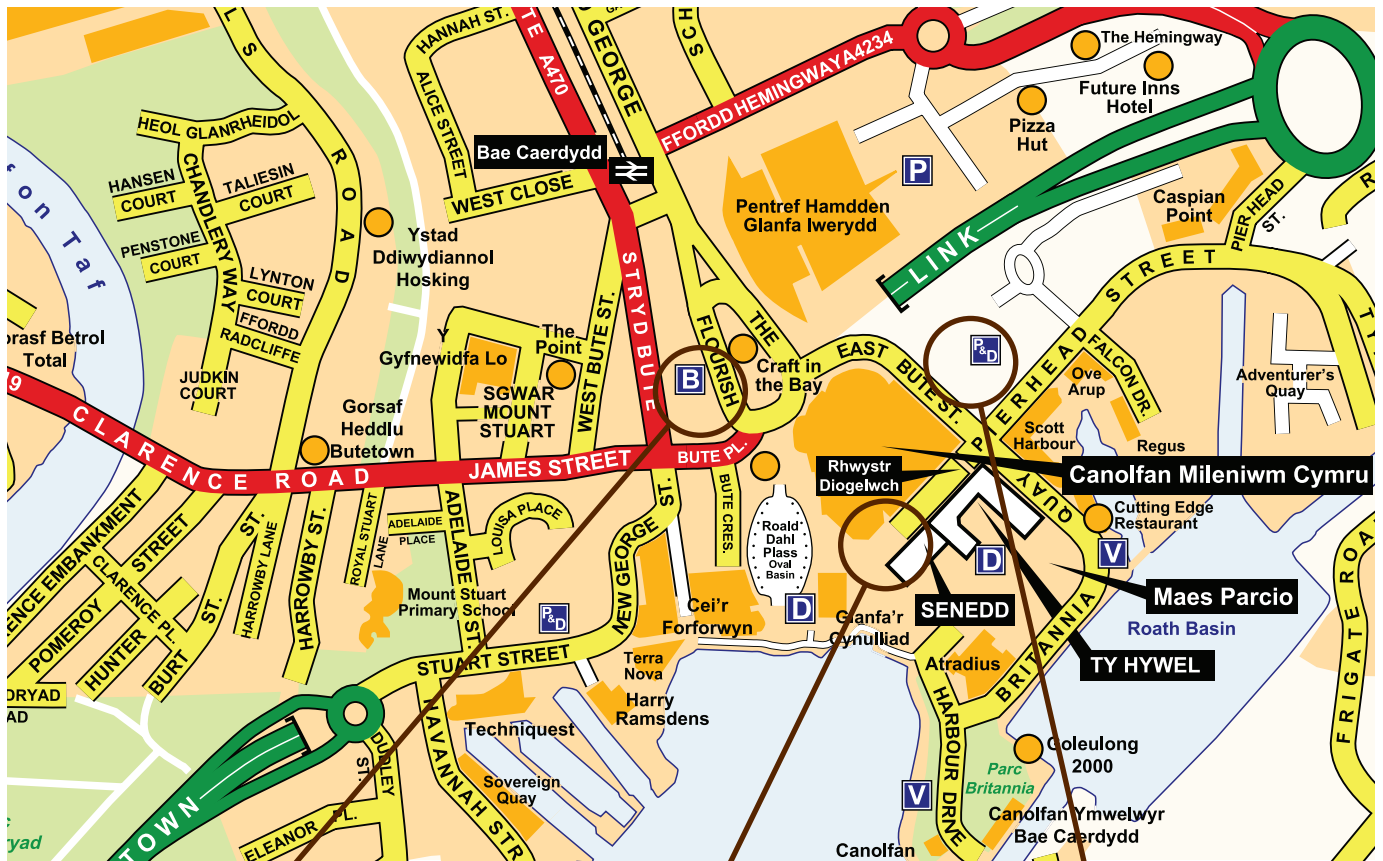 HANNAH ST.
ALICE STREET
A470
GEORGE
SCH
FFORDD HEMINGWAY
A4234
The Hemingway
Future Inns
Hotel
Pizza
Hut
P
Bae Caerdydd
WEST CLOSE
HEOL GLANRHEIDOL
ROAD
HANSEN
COURT
CHANDLERY WAY
TALIESIN
COURT
PENSTONE
COURT
LYNTON
COURT
FFORDD
RADCLIFFE
JUDKIN
COURT
Ystad
Ddiwydiannol
Hosking
Pentref Hamdden
Glanfa Iwerydd
Caspian
Point
PIER HEAD
ST.
LINK
STRYD BUTE
THE
FLOURISH
WEST BUTE ST.
Y
Gyfnewidfa Lo
The
Point
SGWAR
MOUNT
STUART
B
Craft in
the Bay
EAST BUTE ST.
P&D
PIERHEAD STREET
FALCON DR.
Ove
Arup
Scott
Harbour
Regus
Adventurer's
Quay
Total
Taf
CLARENCE ROAD
Gorsaf
Heddlu
Butetown
JAMES STREET
BUTE PL.
BUTE CRES.
Rhwystr
Diogelwch
Canolfan Mileniwm Cymru
QUAY
Cutting Edge
Restaurant
V
EMBANKMENT
STREET
POMEROY
CLARENCE PL.
HUNTER
ST.
BURT
ST.
HARROWBY LANE
HARROWBY ST.
ROYAL STUART
LANE
ADELAIDE
PLACE
ADELAIDE ST.
LOUISA PLACE
NEW GEORGE ST.
Roald
Dahl
Plass
Oval
Basin
Mount Stuart
Primary School
P&D
STUART STREET
Cei'r
Forforwyn
D
Glanfa'r
Cynulliad
SENEDD
D
Maes Parcio
Roath Basin
TY HYWEL
BRITANNIA
Atradius
FRIGATE ROA
Terra
Nova
Harry
Ramsdens
Techniquest
HAVANNAH STR
Sovereign
Quay
DUDLEY
ST.
ELEANOR PL.
TOWN
HARBOUR DRIVE
Parc
Britannia
Coleulong
2000
V
Canolfan Ymwelwyr
Bae Caerdydd
Canolfan